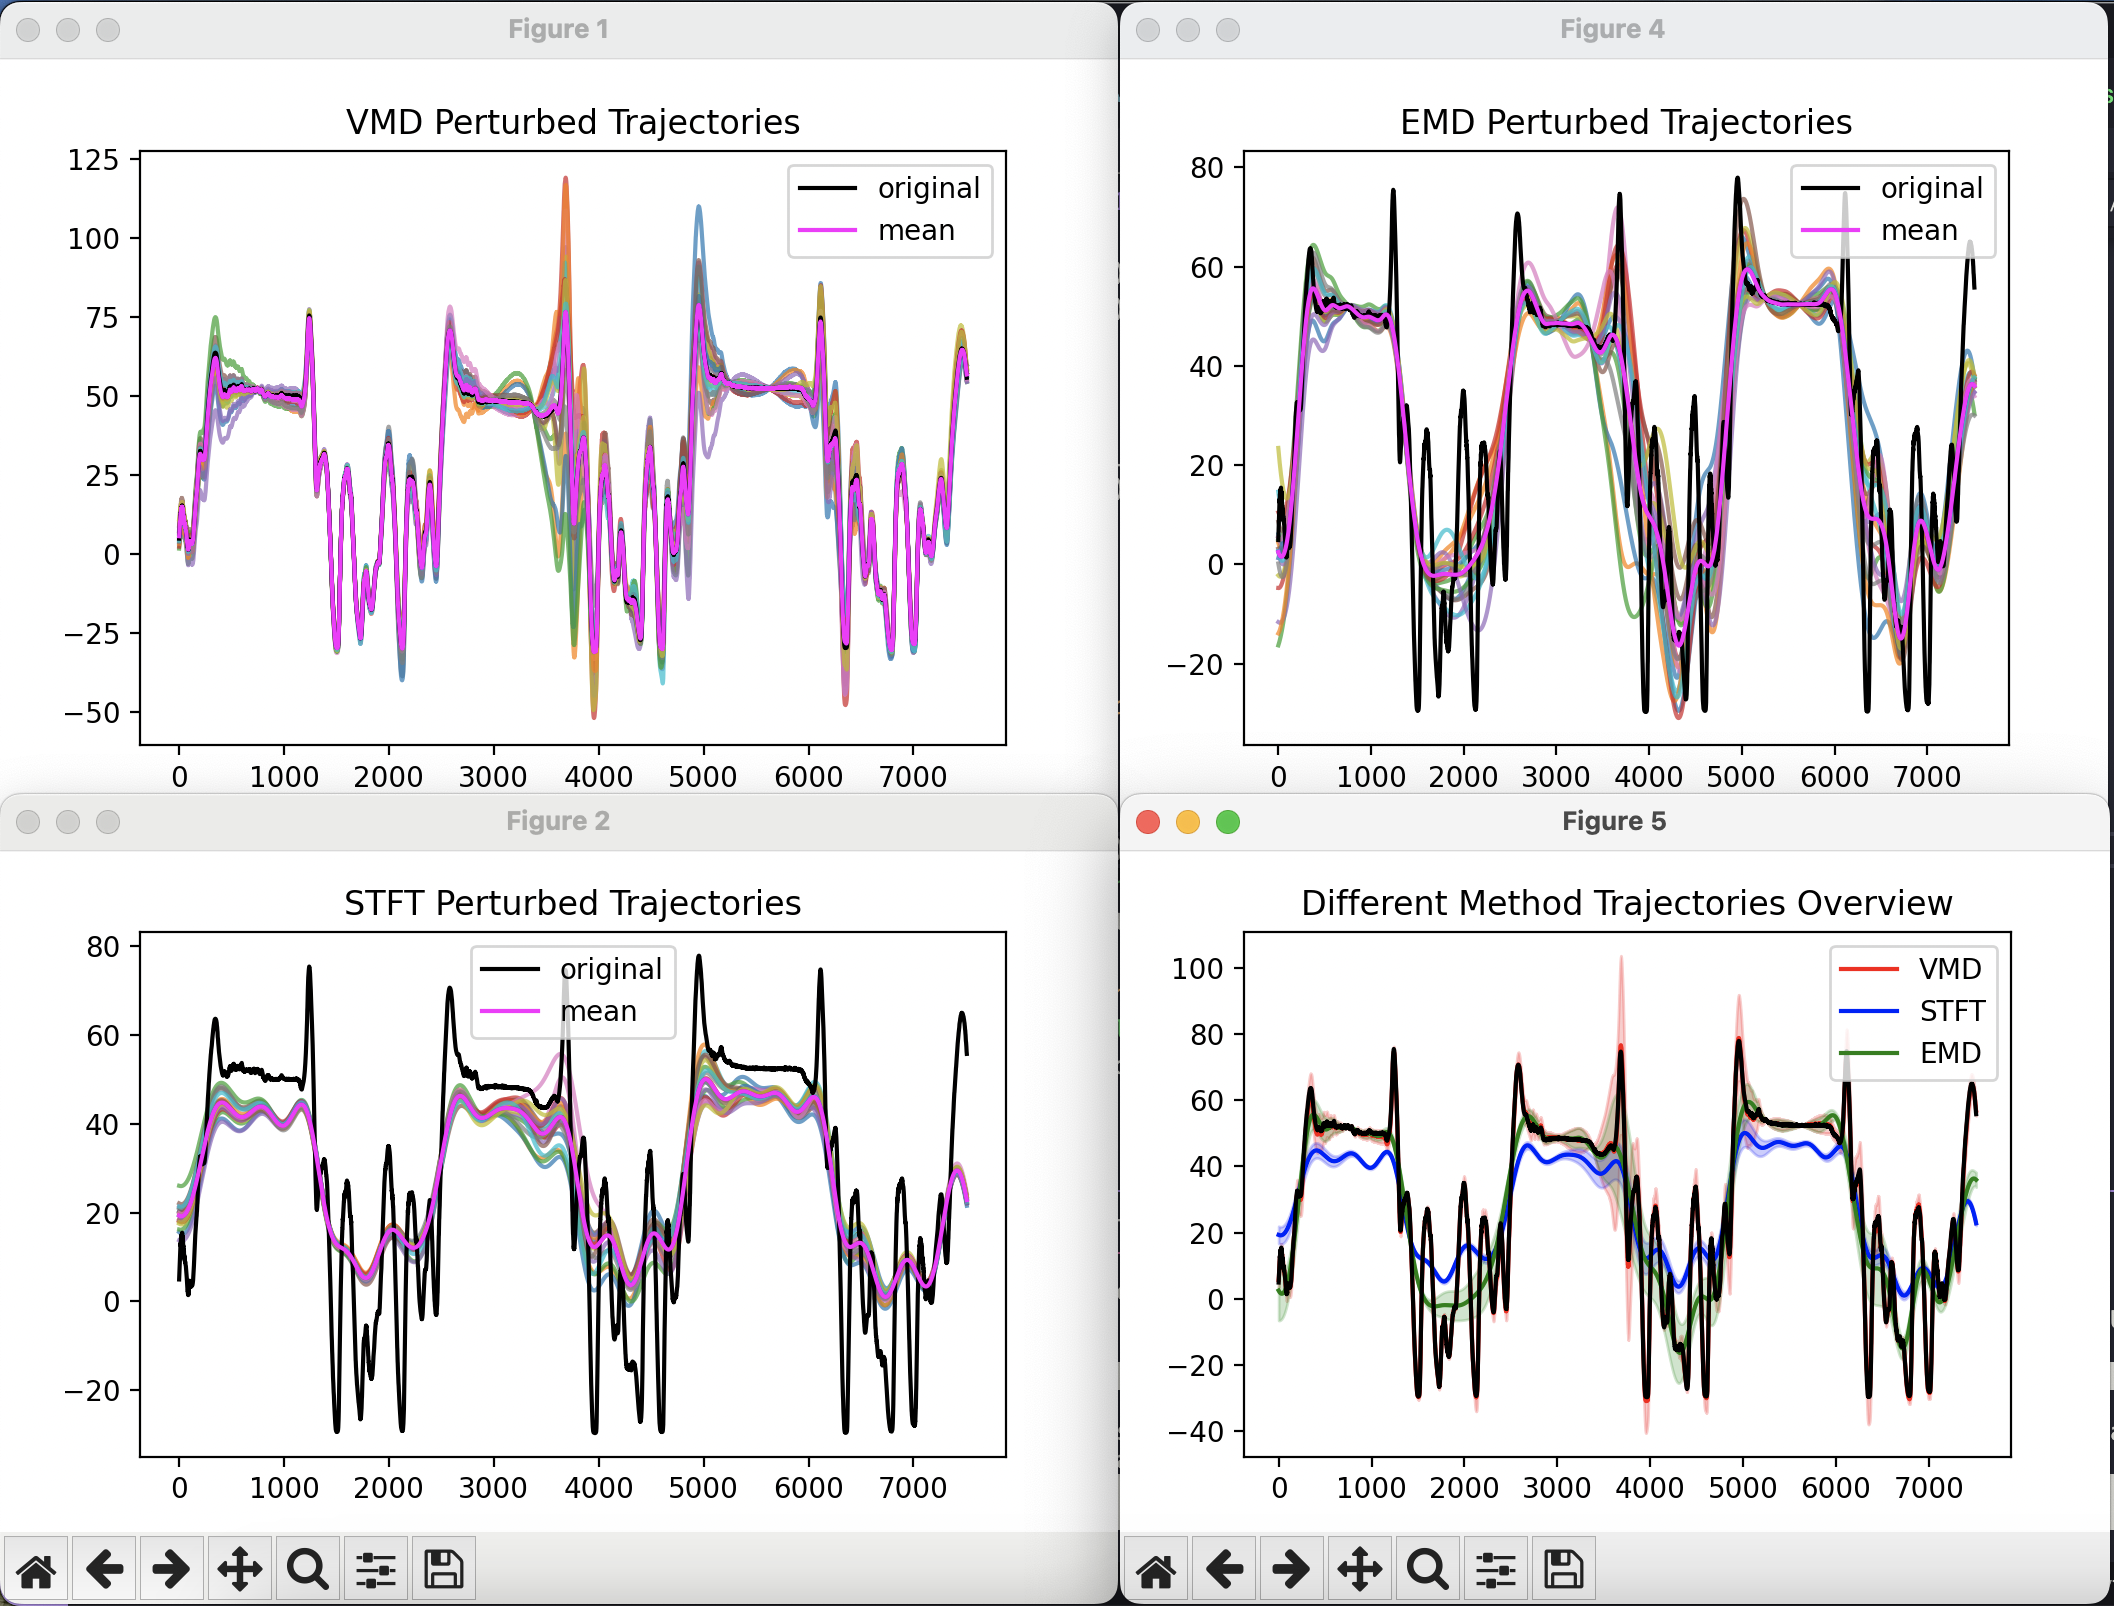 Figure 1
VMD Perturbed Trajectories
original
mean
125
100
75
50
25
0
−25
−50
0 1000 2000 3000 4000 5000 6000 7000
Figure 4
EMD Perturbed Trajectories
original
mean
80
60
40
20
0
−20
0 1000 2000 3000 4000 5000 6000 7000
Figure 2
STFT Perturbed Trajectories
original
mean
80
60
40
20
0
−20
0 1000 2000 3000 4000 5000 6000 7000
Figure 5
Different Method Trajectories Overview
VMD
STFT
EMD
100
80
60
40
20
0
−20
−40
0 1000 2000 3000 4000 5000 6000 7000